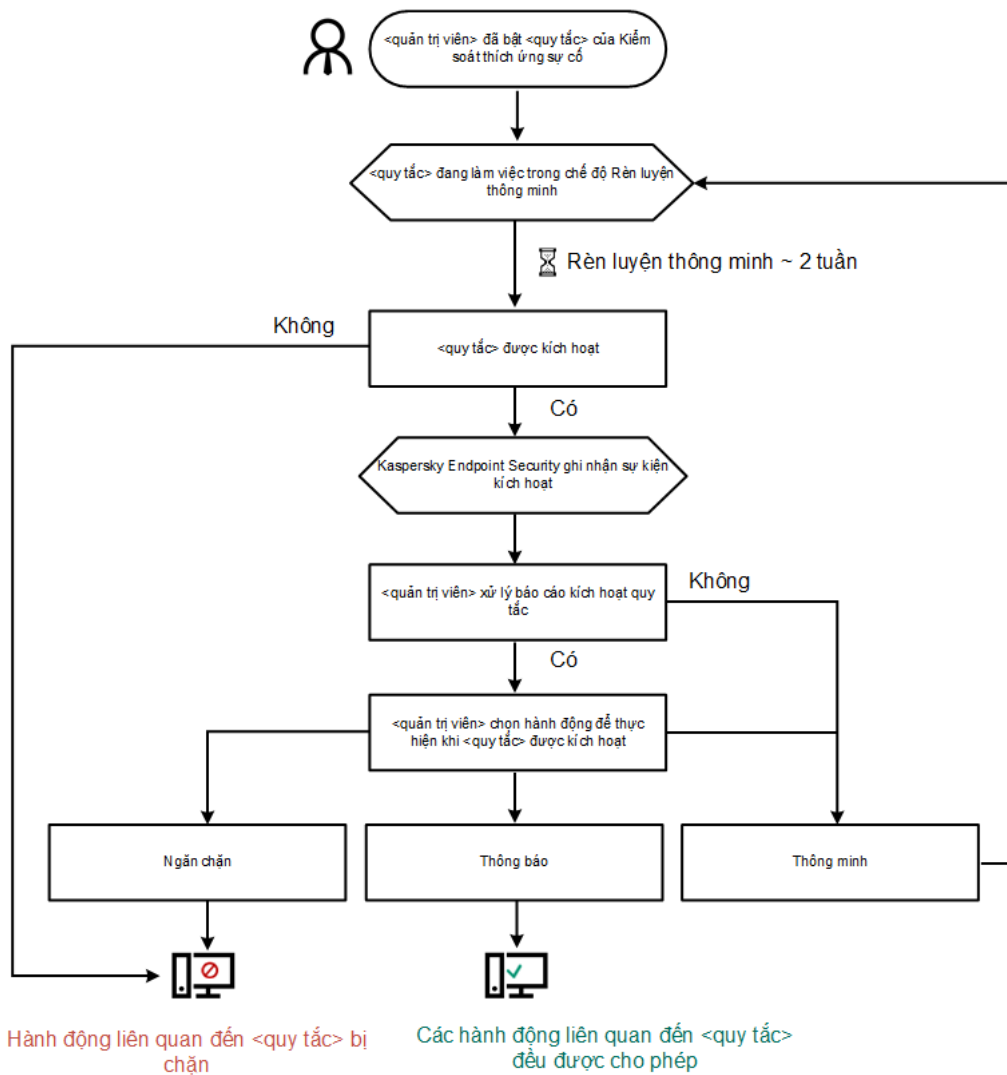 <quản trị viên> đã bật <quy tắc> của Kiểm
soát thích ứng sự cố
<quy tắc> đang làm việc trong chế độ Rèn luyện
thông minh
Rèn luyện thông minh ~ 2 tuần
Không
<quy tắc> được kích hoạt
Có
Kaspersky Endpoint Security ghi nhận sự kiện
kích hoạt
<quản trị viên> xử lý báo cáo kích hoạt quy
tắc
Không
Có
<quản trị viên> chọn hành động để thực
hiện khi <quy tắc> được kích hoạt
Ngăn chặn
Thông báo
Thông minh
Hành động liên quan đến <quy tắc> bị
chặn
Các hành động liên quan đến <quy tắc>
đều được cho phép